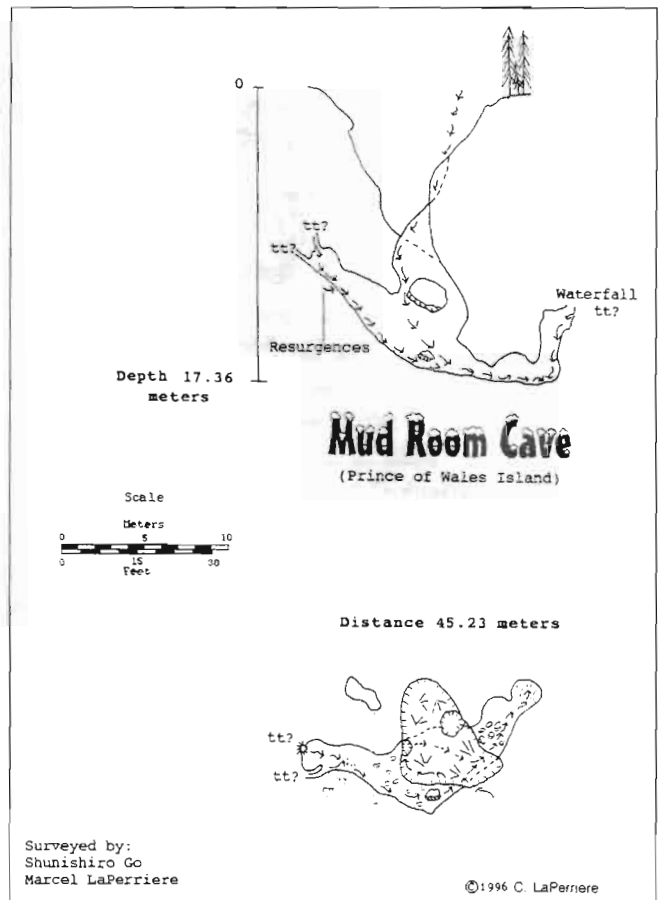 0
tt?
tt?
Waterfall
tt?
Resurgences
Depth 17.36
meters
Mud Room Cave
(Prince of Wales Island)
Scale
Meters
0 5 10
0 15 30
Feet
Distance 45.23 meters
tt?
tt?
Surveyed by:
Shunishiro Go
Marcel LaPerriere
©1996 C. LaPerriere